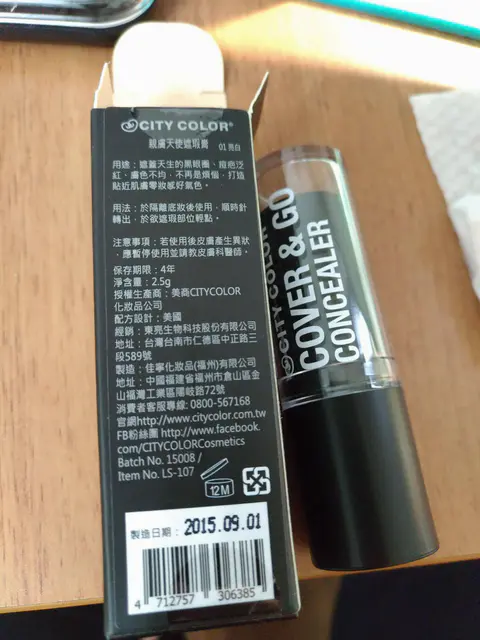 CITY COLOR®
靚膚天使遮瑕膏 01亮白
用途:遮蓋天生的黑眼圈、痘疤泛
紅,膚色不均,不再是煩惱,打造
貼近肌膚零妝感好氣色。
用法:於隔離底妝後使用,順時針
轉出,於欲遮瑕部位輕點。
注意事項:若使用後皮膚產生異狀
,應暫停使用並請教皮膚科醫師。
保存期限:4年
淨含量:2.5g
授權生產商:美商CITYCOLOR
化妝品公司
配方設計:美國
經銷:東亮生物科技股份有限公司
地址:台灣台南市仁德區中正路三
段589號
製造:佳寧化妝品(福州)有限公司
地址:中國福建省福州市倉山區金
山福灣工業區陽岐路72號
消費者客服專線:0800-567168
官網http://www.citycolor.com.tw
FB粉絲團 http://www.facebook.
com/CITYCOLORCosmetics
Batch No. 15008 /
Item No. LS-107
12M
製造日期: 2015.09.01
4 712757 306385
CITY COLOR
COVER & GO
CONCEALER